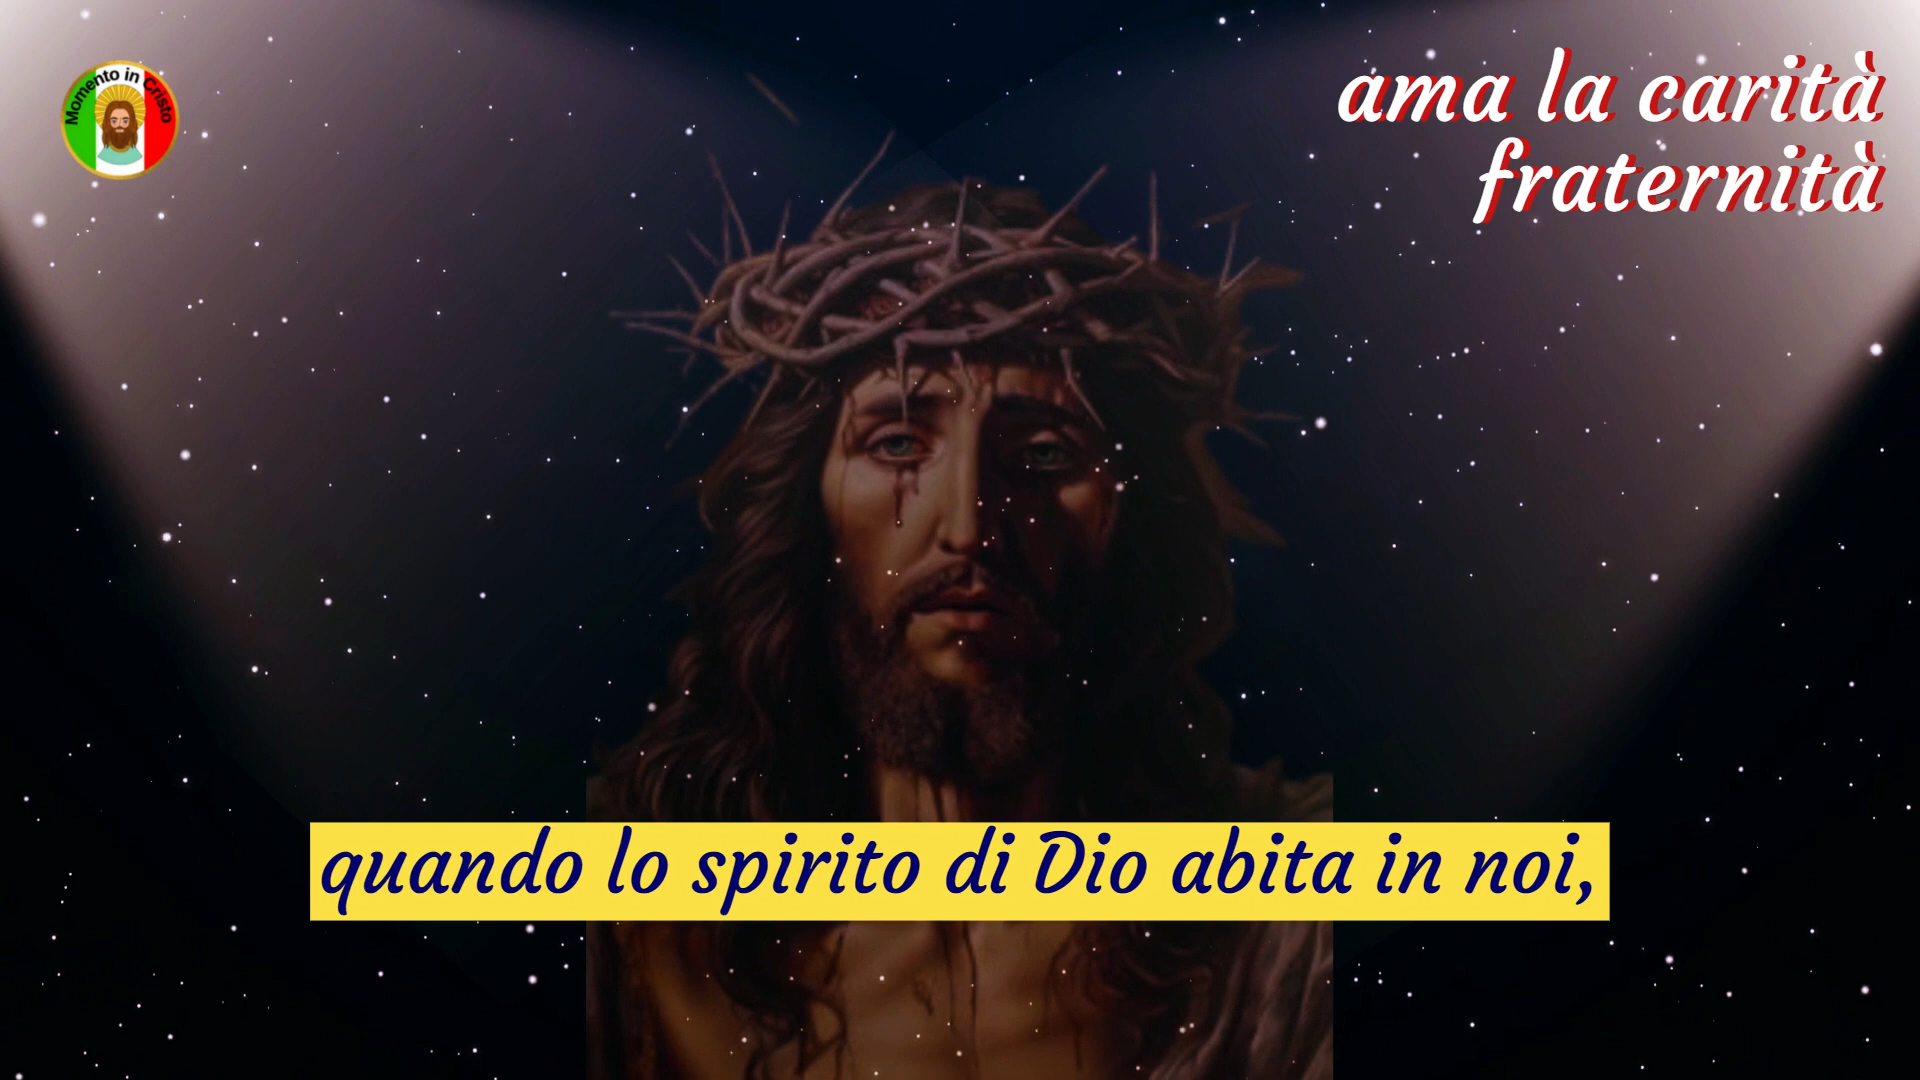 Momento in Cristo
ama la carità
fraternità
quando lo spirito di Dio abita in noi,